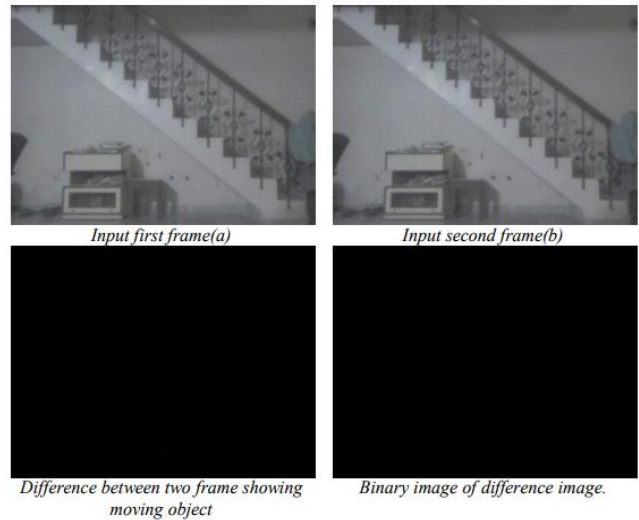 Input first frame(a)
Input second frame(b)
Difference between two frame showing
moving object
Binary image of difference image.